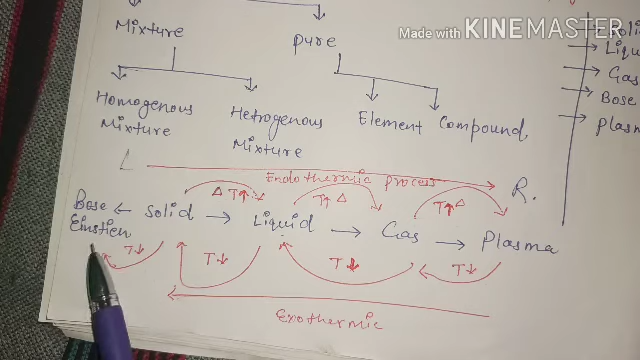 Made with KINEMASTER
Mixture
Pure
Liqu
Gas
Bose
Plasm
Homogenous
Mixture
Hetrogenous
Mixture
Element
Compound
L
Endothermic process
R.
Δ T↑
T↑ Δ
T↑ Δ
Bose
Einstien
Solid
Liquid
Gas
Plasma
T↓
T↓
T↓
T↓
Exothermic